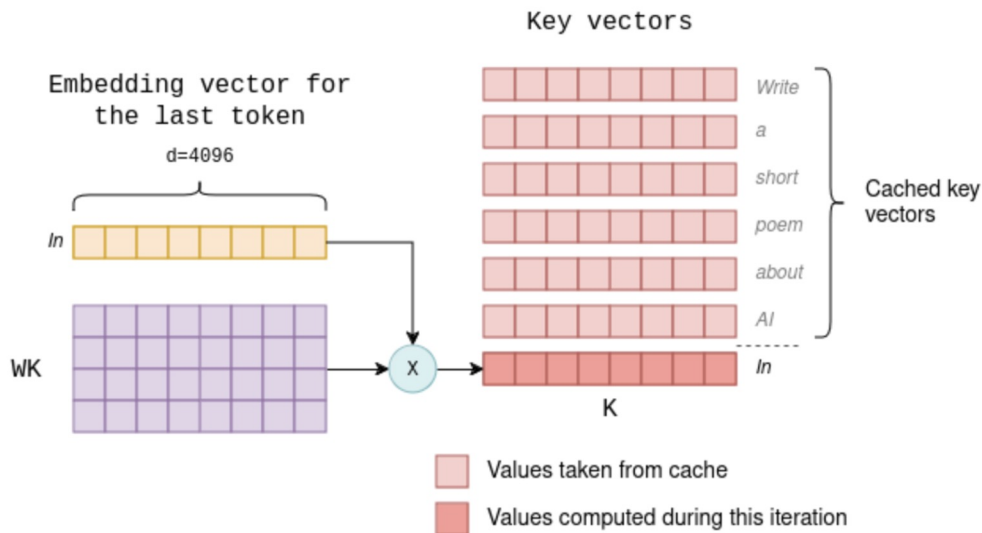 Key vectors
Embedding vector for
the last token
d=4096
Write
a
short
poem
about
AI
Cached key
vectors
In
WK
X
In
K
Values taken from cache
Values computed during this iteration